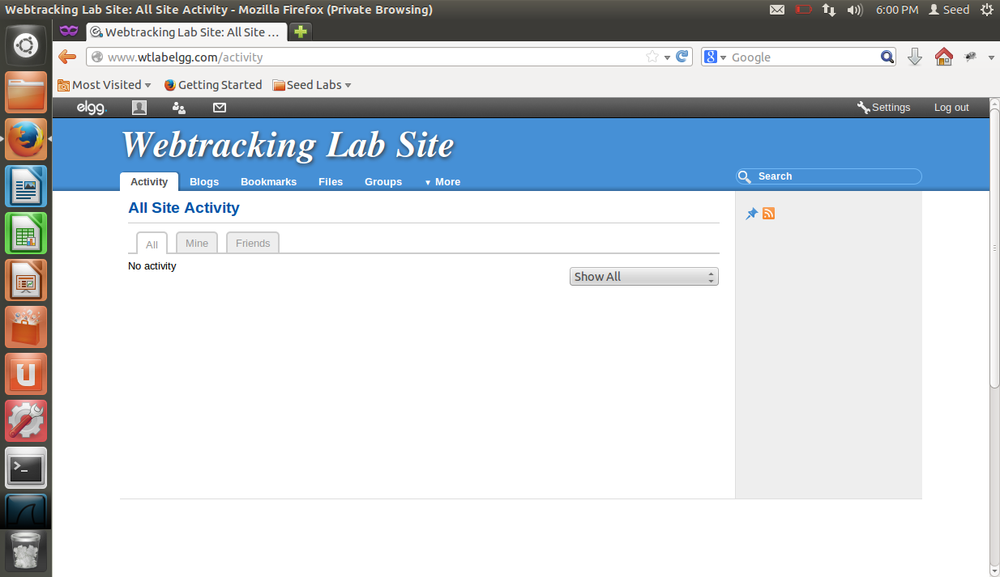 Webtracking Lab Site: All Site Activity - Mozilla Firefox (Private Browsing) 6:00 PM Seed
Webtracking Lab Site: All Site ...
www.wtlabelgg.com/activity 8 Google
Most Visited Getting Started Seed Labs
elgg. Settings Log out
Webtracking Lab Site
Activity Blogs Bookmarks Files Groups ▼ More Search
All Site Activity
All Mine Friends
No activity
Show All